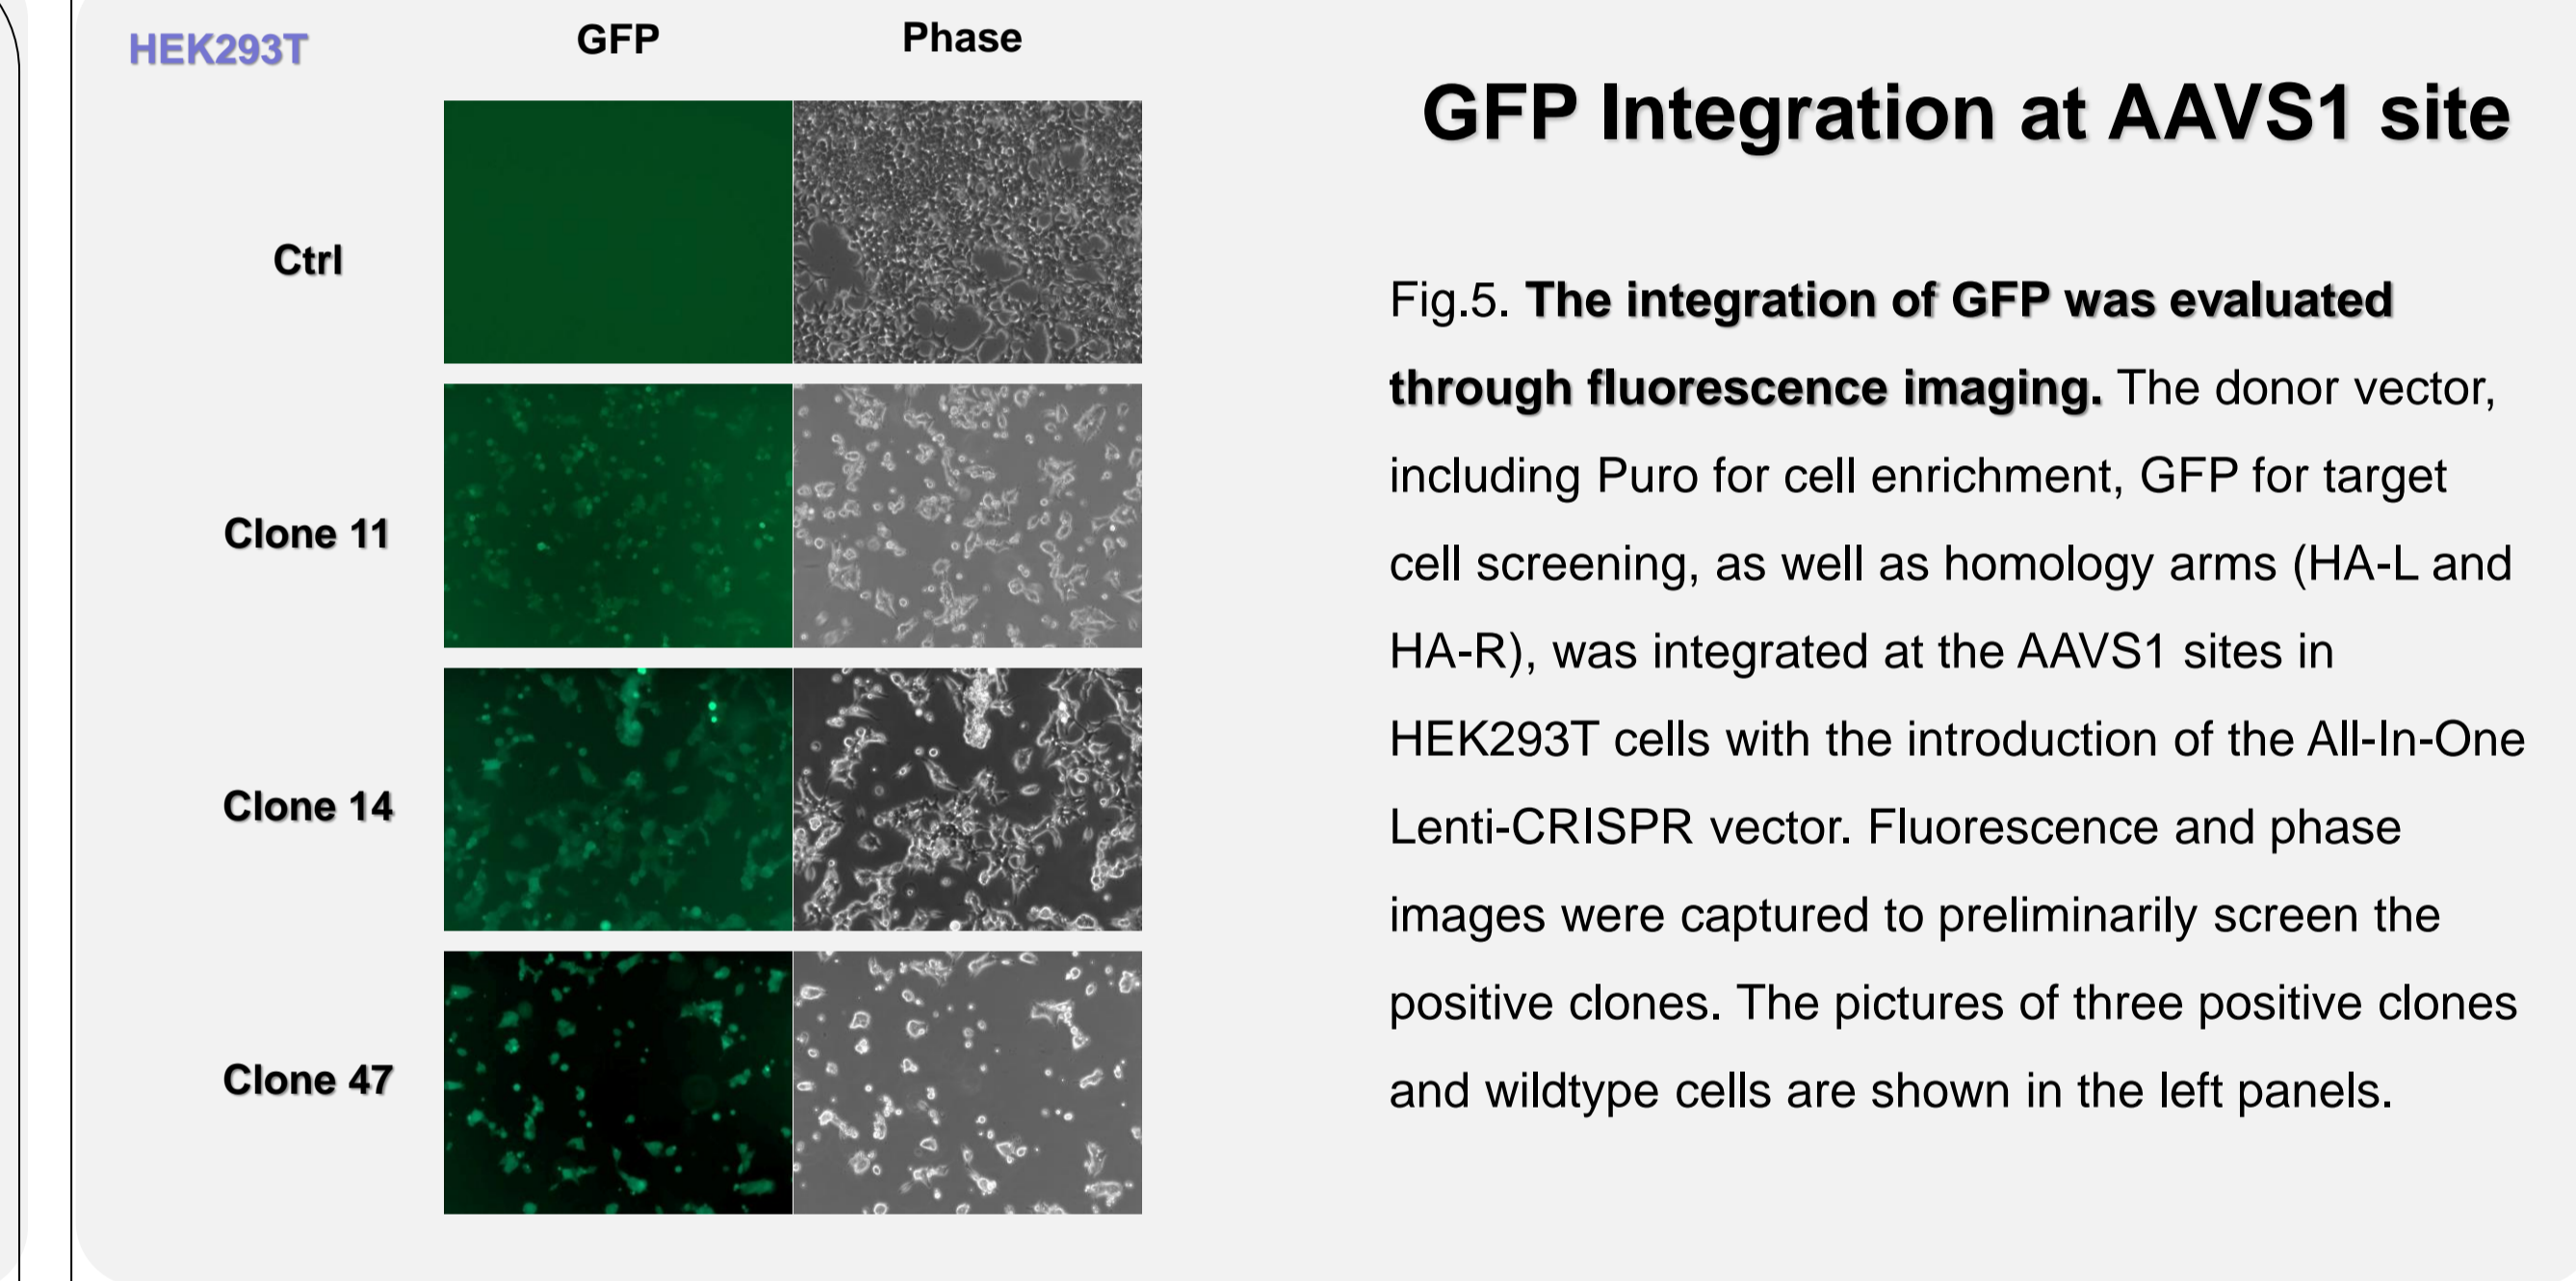 HEK293T
GFP
Phase
Ctrl
Clone 11
Clone 14
Clone 47
GFP Integration at AAVS1 site
Fig.5. The integration of GFP was evaluated
through fluorescence imaging. The donor vector,
including Puro for cell enrichment, GFP for target
cell screening, as well as homology arms (HA-L and
HA-R), was integrated at the AAVS1 sites in
HEK293T cells with the introduction of the All-In-One
Lenti-CRISPR vector. Fluorescence and phase
images were captured to preliminarily screen the
positive clones. The pictures of three positive clones
and wildtype cells are shown in the left panels.